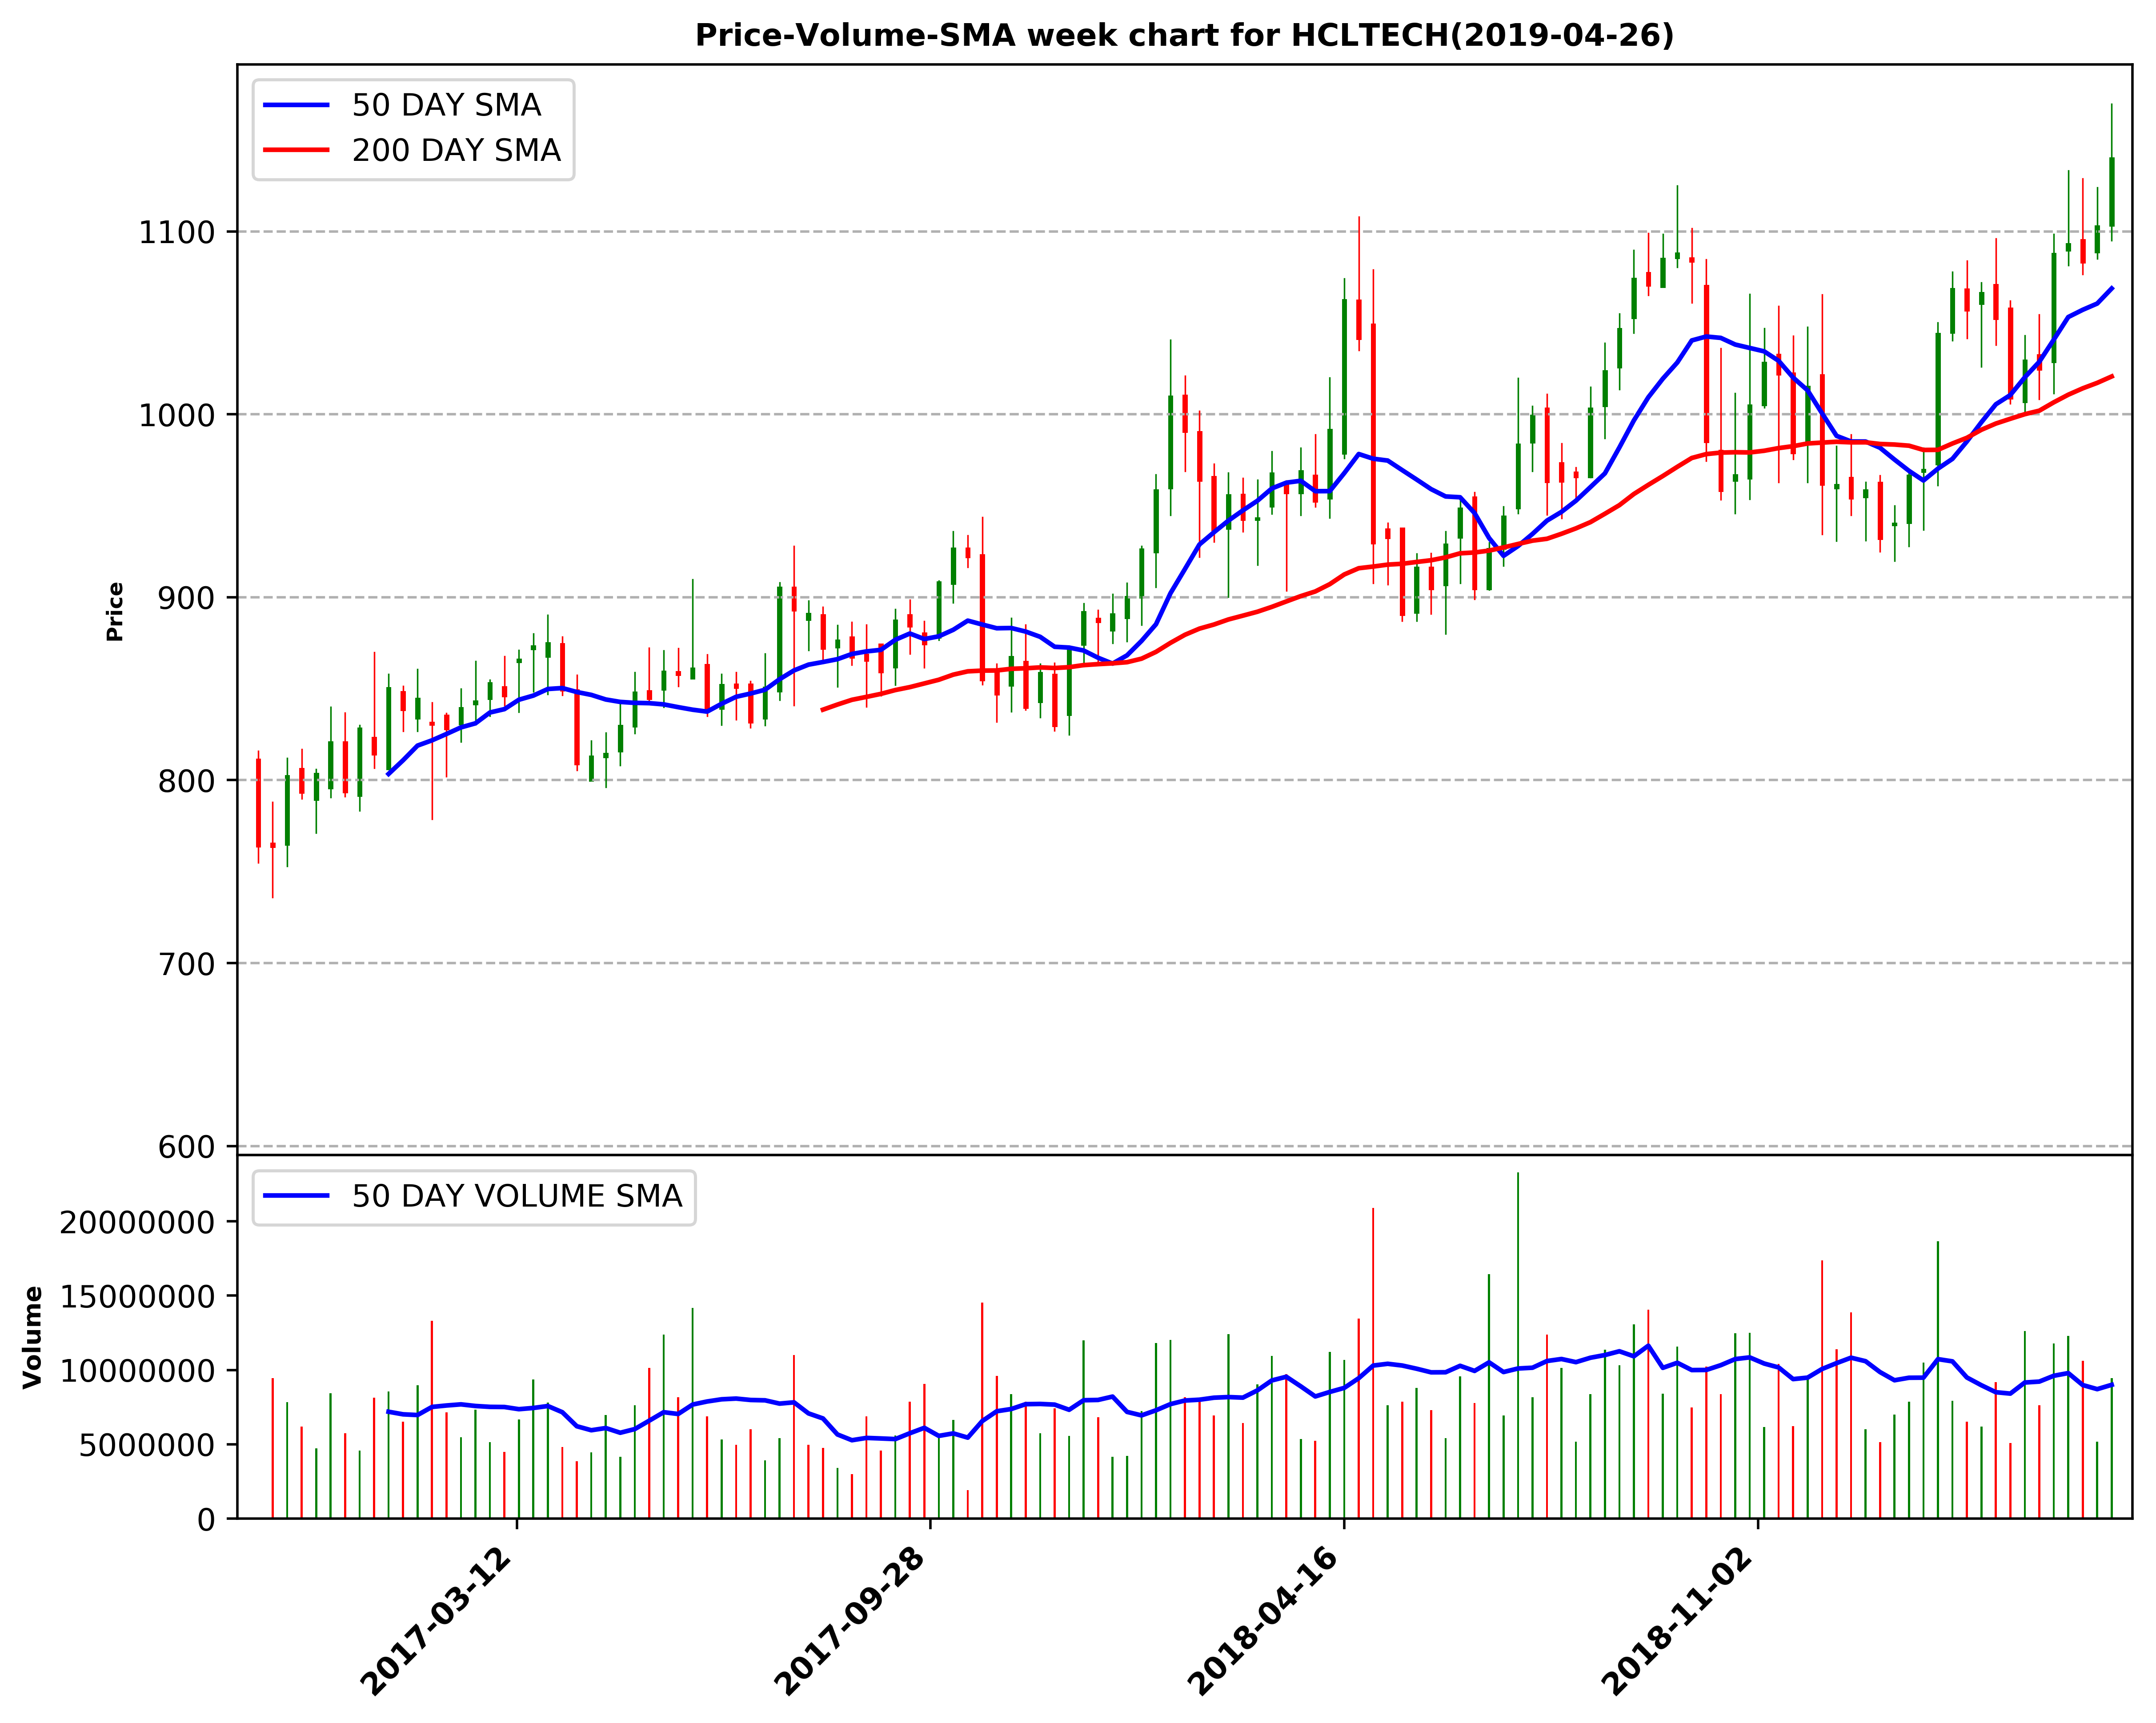 Price-Volume-SMA week chart for HCLTECH(2019-04-26)
50 DAY SMA
200 DAY SMA
1100
1000
900
800
700
600
Price
50 DAY VOLUME SMA
20000000
15000000
10000000
5000000
0
Volume
2017-03-12
2017-09-28
2018-04-16
2018-11-02